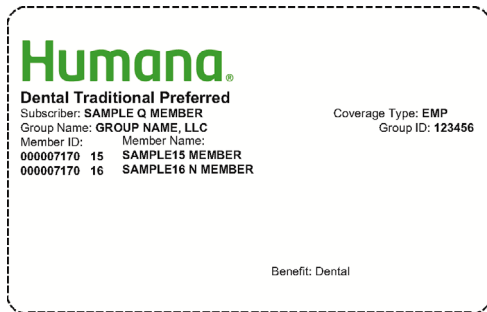 Humana®
Dental Traditional Preferred
Subscriber: SAMPLE Q MEMBER Coverage Type: EMP
Group Name: GROUP NAME, LLC Group ID: 123456
Member ID: Member Name:
000007170 15 SAMPLE15 MEMBER
000007170 16 SAMPLE16 N MEMBER
Benefit: Dental